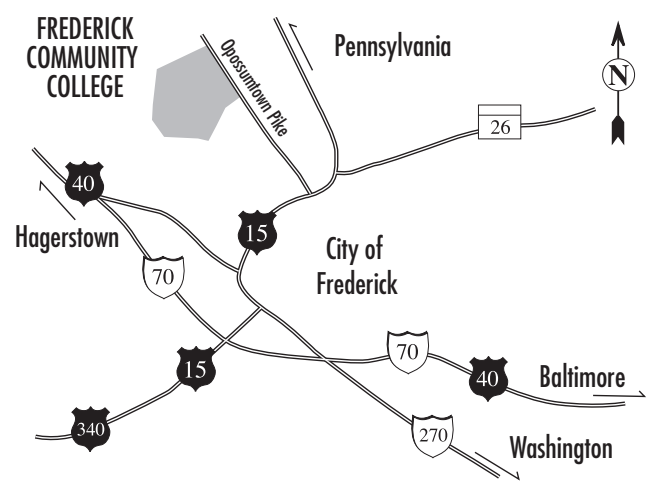 FREDERICK
COMMUNITY
COLLEGE
Opossumtown Pike
Pennsylvania
N
26
40
Hagerstown
15
City of
Frederick
70
70
15
40
Baltimore
340
270
Washington